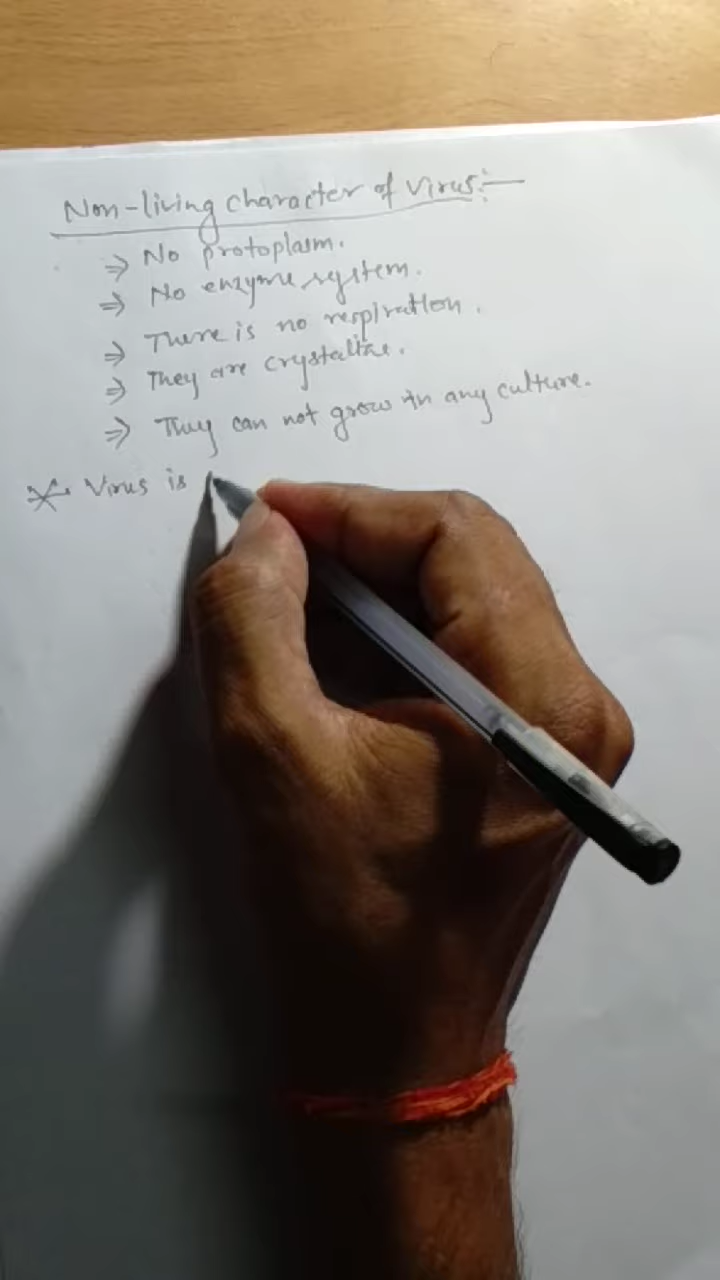 Non-living character of Virus:-
⇒ No protoplasm.
⇒ No enzyme system.
⇒ There is no respiration.
⇒ They are crystalize.
⇒ They can not grow in any culture.
Virus is